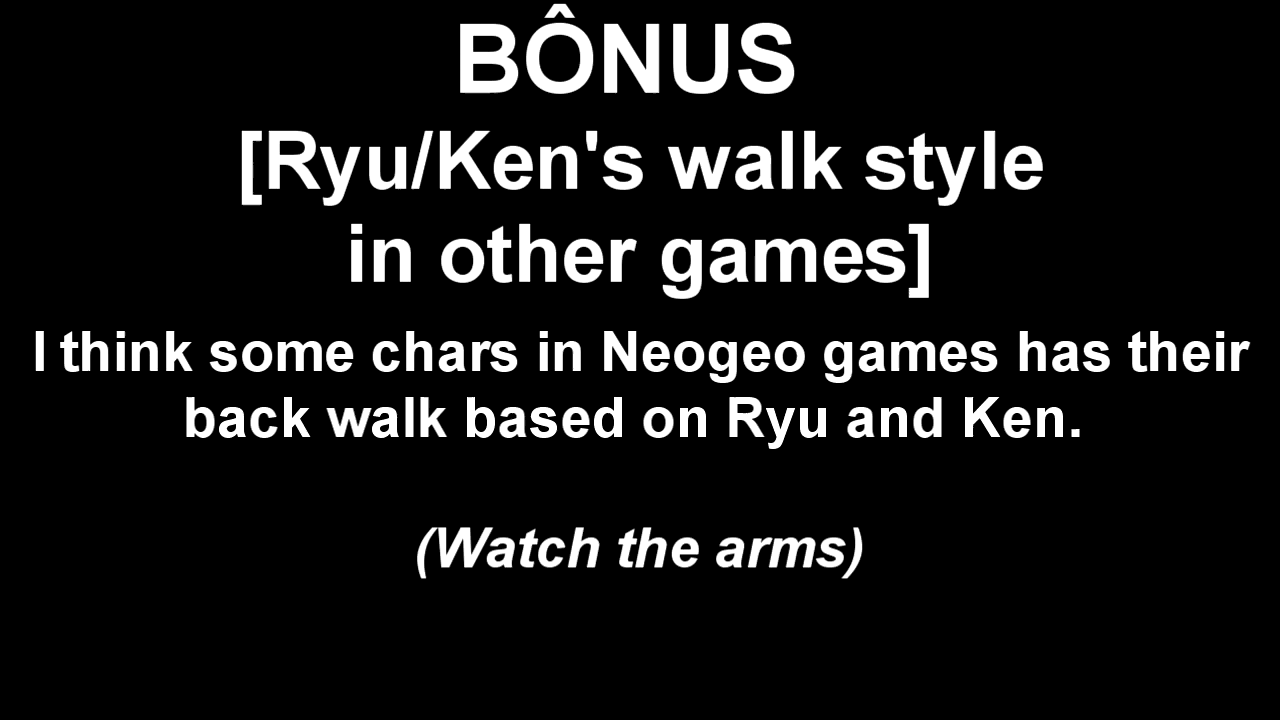 BÔNUS
[Ryu/Ken's walk style
in other games]
I think some chars in Neogeo games has their
back walk based on Ryu and Ken.
(Watch the arms)